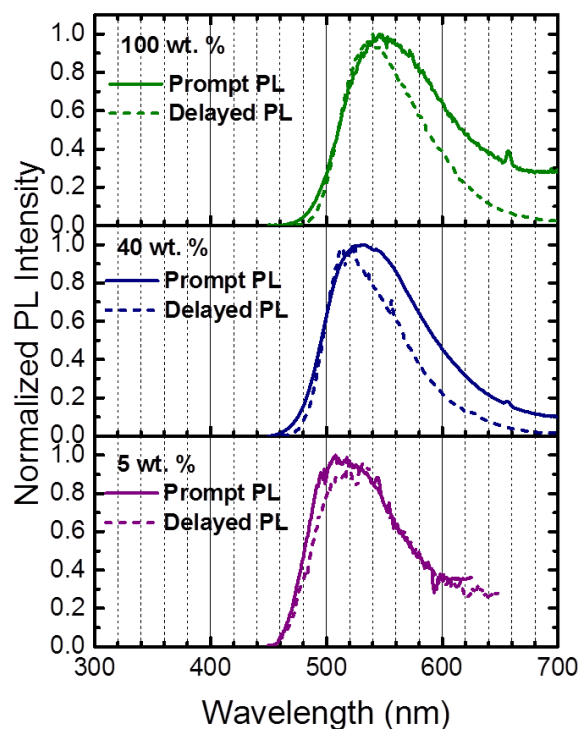 Normalized PL Intensity
1.0
0.8
0.6
0.4
0.2
0.0
100 wt. %
Prompt PL
Delayed PL
1.0
0.8
0.6
0.4
0.2
0.0
40 wt. %
Prompt PL
Delayed PL
1.0
0.8
0.6
0.4
0.2
0.0
5 wt. %
Prompt PL
Delayed PL
300 400 500 600 700
Wavelength (nm)